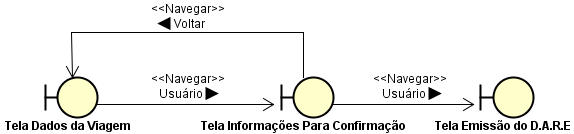 <<Navegar>>
◀ Voltar
<<Navegar>>
Usuário ▶
<<Navegar>>
Usuário ▶
Tela Dados da Viagem
Tela Informações Para Confirmação
Tela Emissão do D.A.R.E